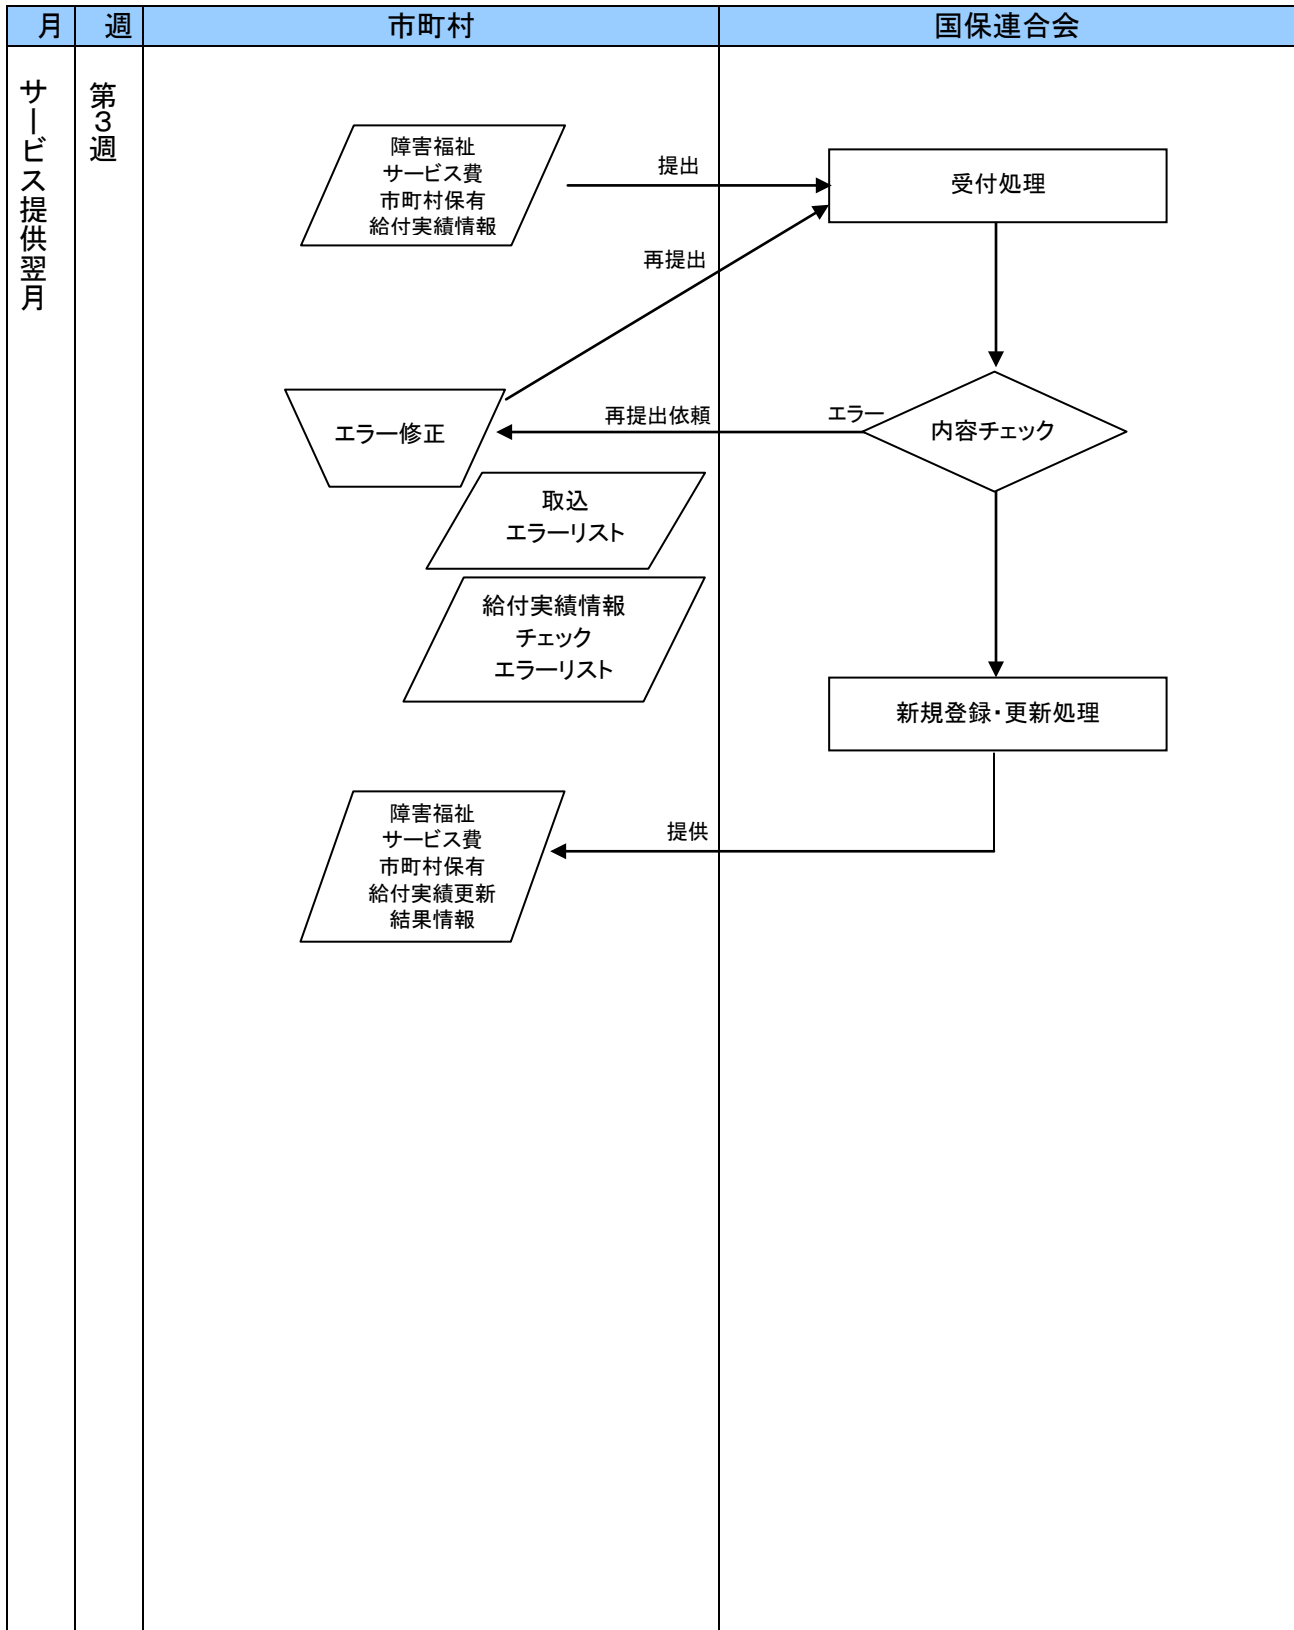 月 週 市町村 国保連合会
サービス提供翌月
第3週
障害福祉
サービス費
市町村保有
給付実績情報
提出
受付処理
再提出
エラー修正
再提出依頼
エラー
内容チェック
取込
エラーリスト
給付実績情報
チェック
エラーリスト
新規登録・更新処理
障害福祉
サービス費
市町村保有
給付実績更新
結果情報
提供